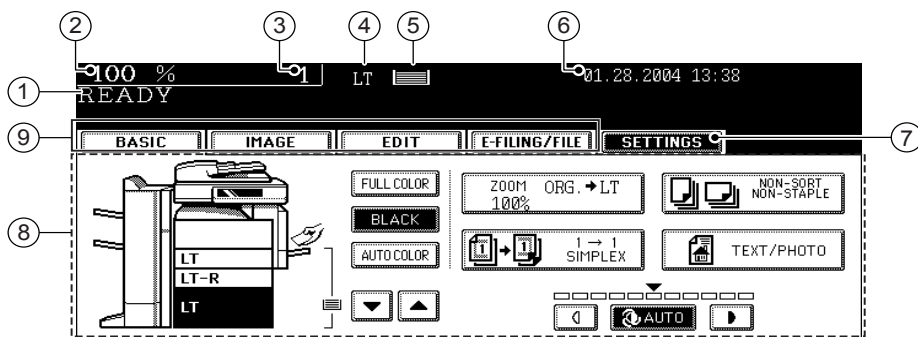 2 3 4 5 6
100 % 1 LT 01.28.2004 13:38
1
READY
9 BASIC IMAGE EDIT E-FILING/FILE SETTINGS 7
8
FULL COLOR
BLACK
AUTO COLOR
ZOOM ORG.➔LT
100%
NON-SORT
NON-STAPLE
1 ➔ 1 1 → 1
SIMPLEX
TEXT/PHOTO
LT
LT-R
LT
AUTO